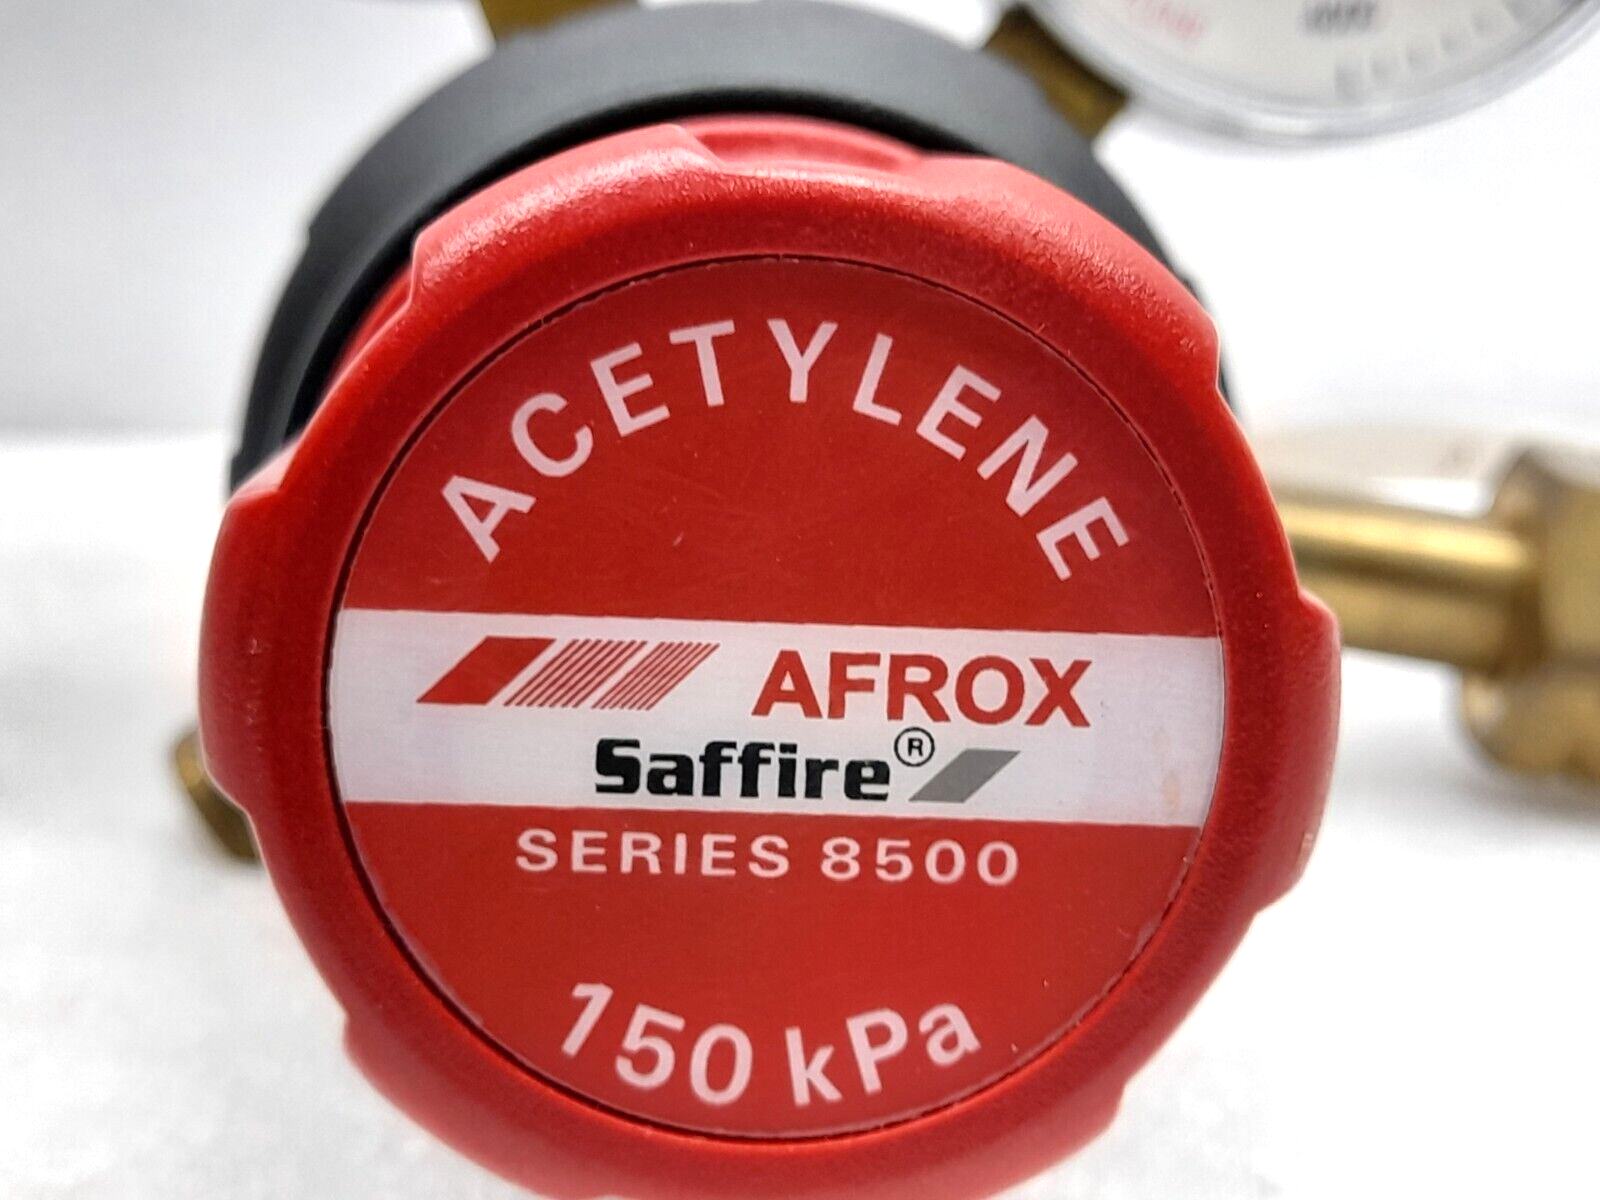 ACETYLENE
AFROX
Saffire®
SERIES 8500
150 kPa